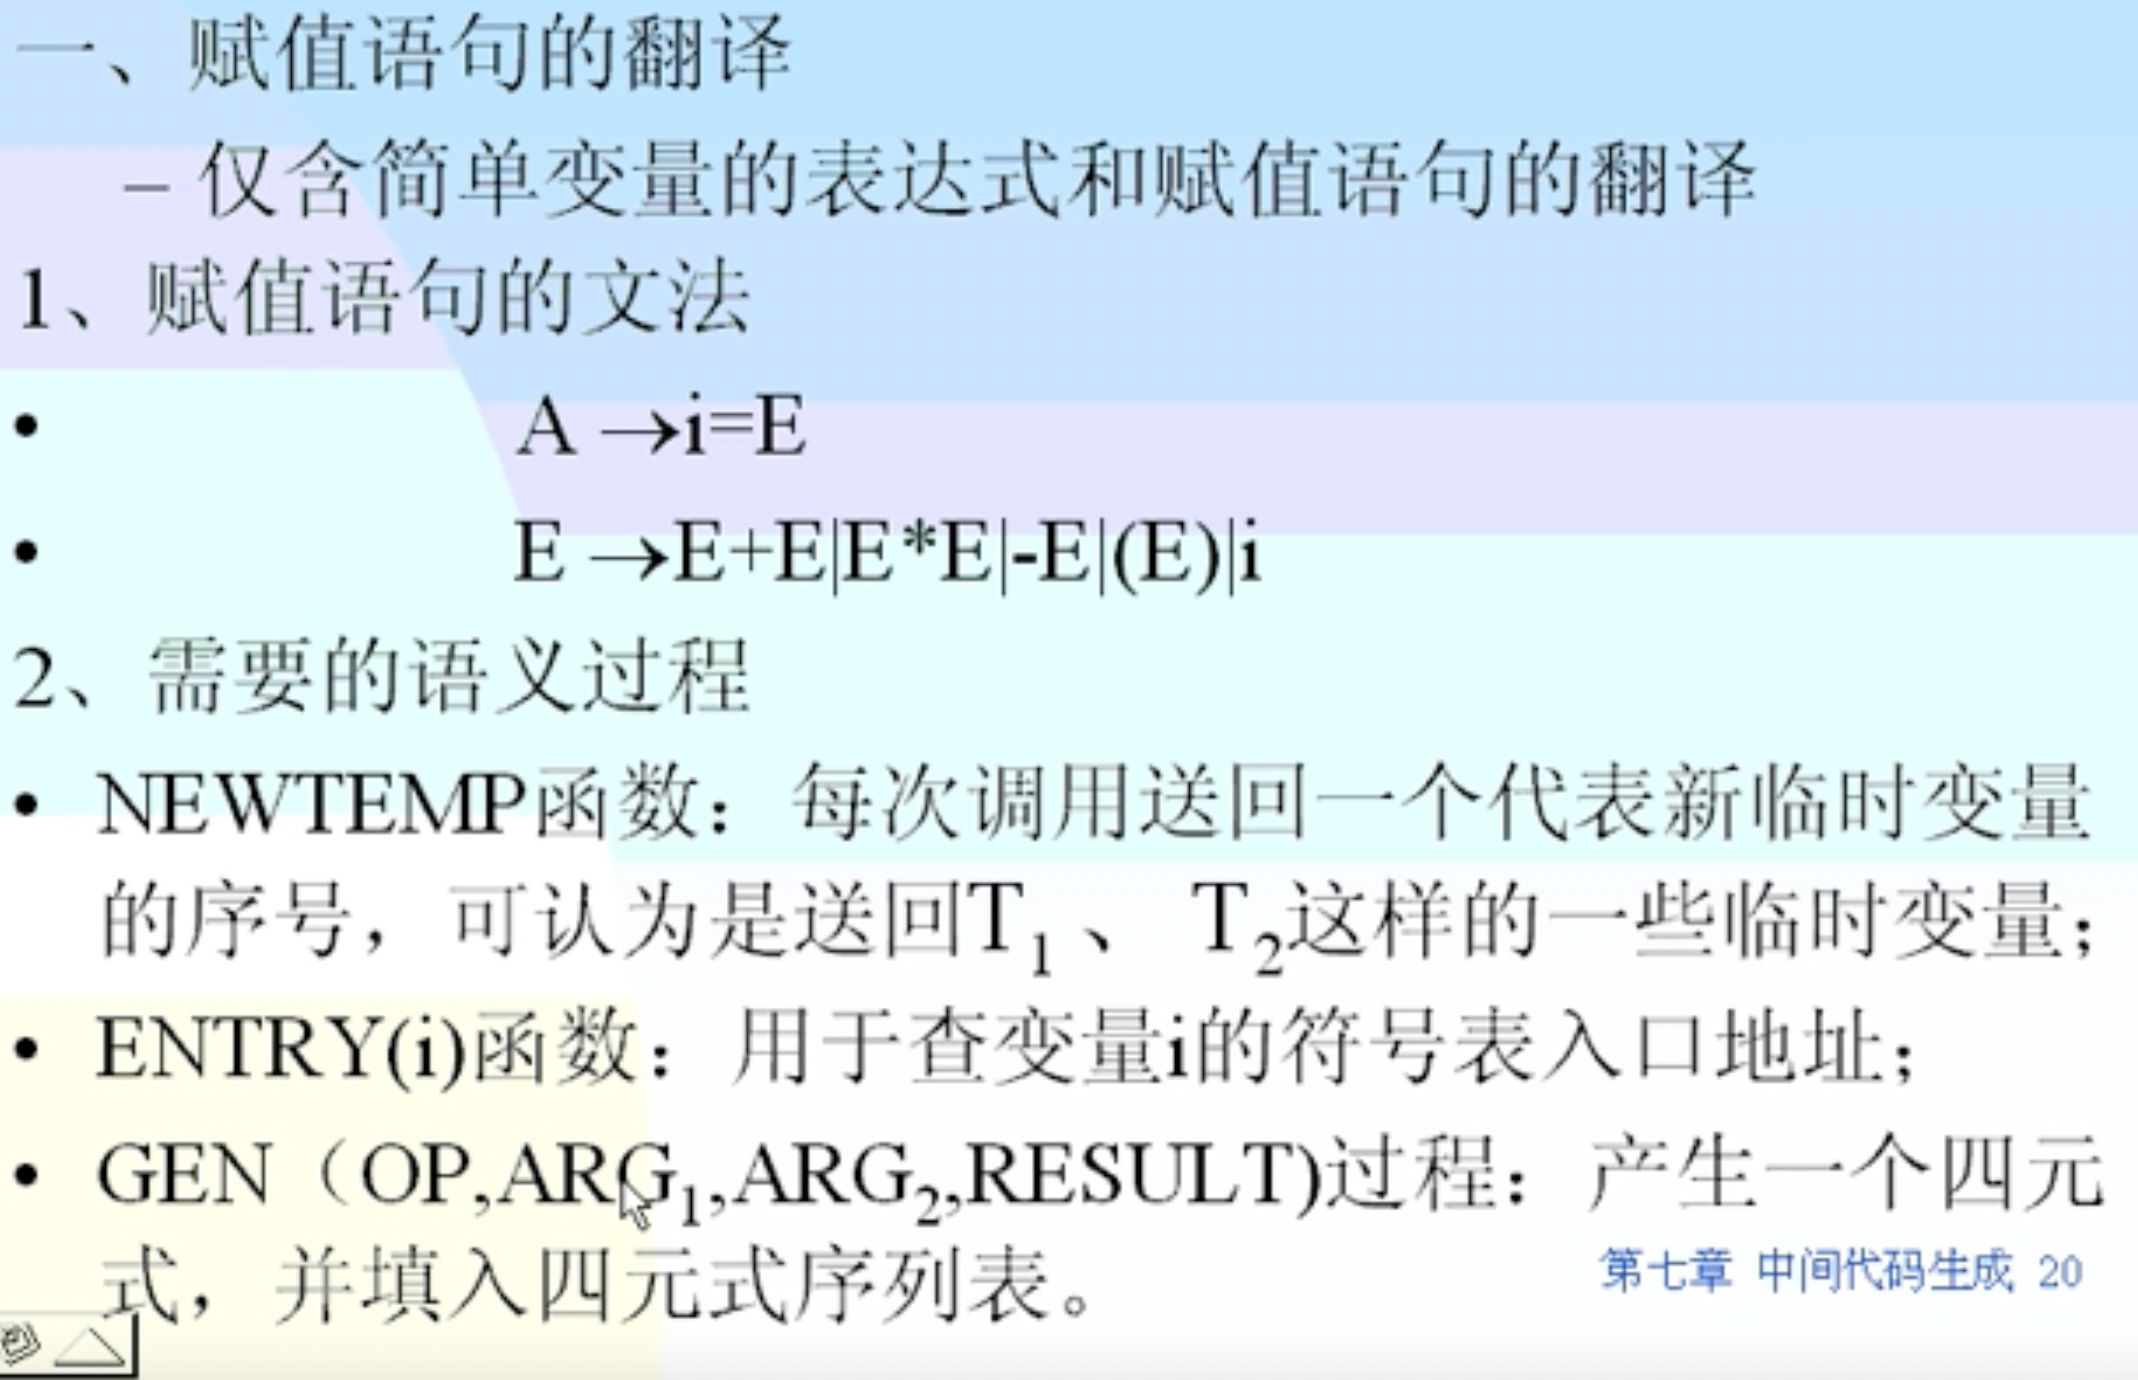 一、赋值语句的翻译
– 仅含简单变量的表达式和赋值语句的翻译
1、赋值语句的文法
• A →i=E
• E →E+E|E*E|-E|(E)|i
2、需要的语义过程
• NEWTEMP函数：每次调用送回一个代表新临时变量
的序号，可认为是送回T₁、 T₂这样的一些临时变量；
• ENTRY(i)函数：用于查变量i的符号表入口地址；
• GEN（OP,ARG₁,ARG₂,RESULT)过程：产生一个四元
式，并填入四元式序列表。
第七章 中间代码生成 20